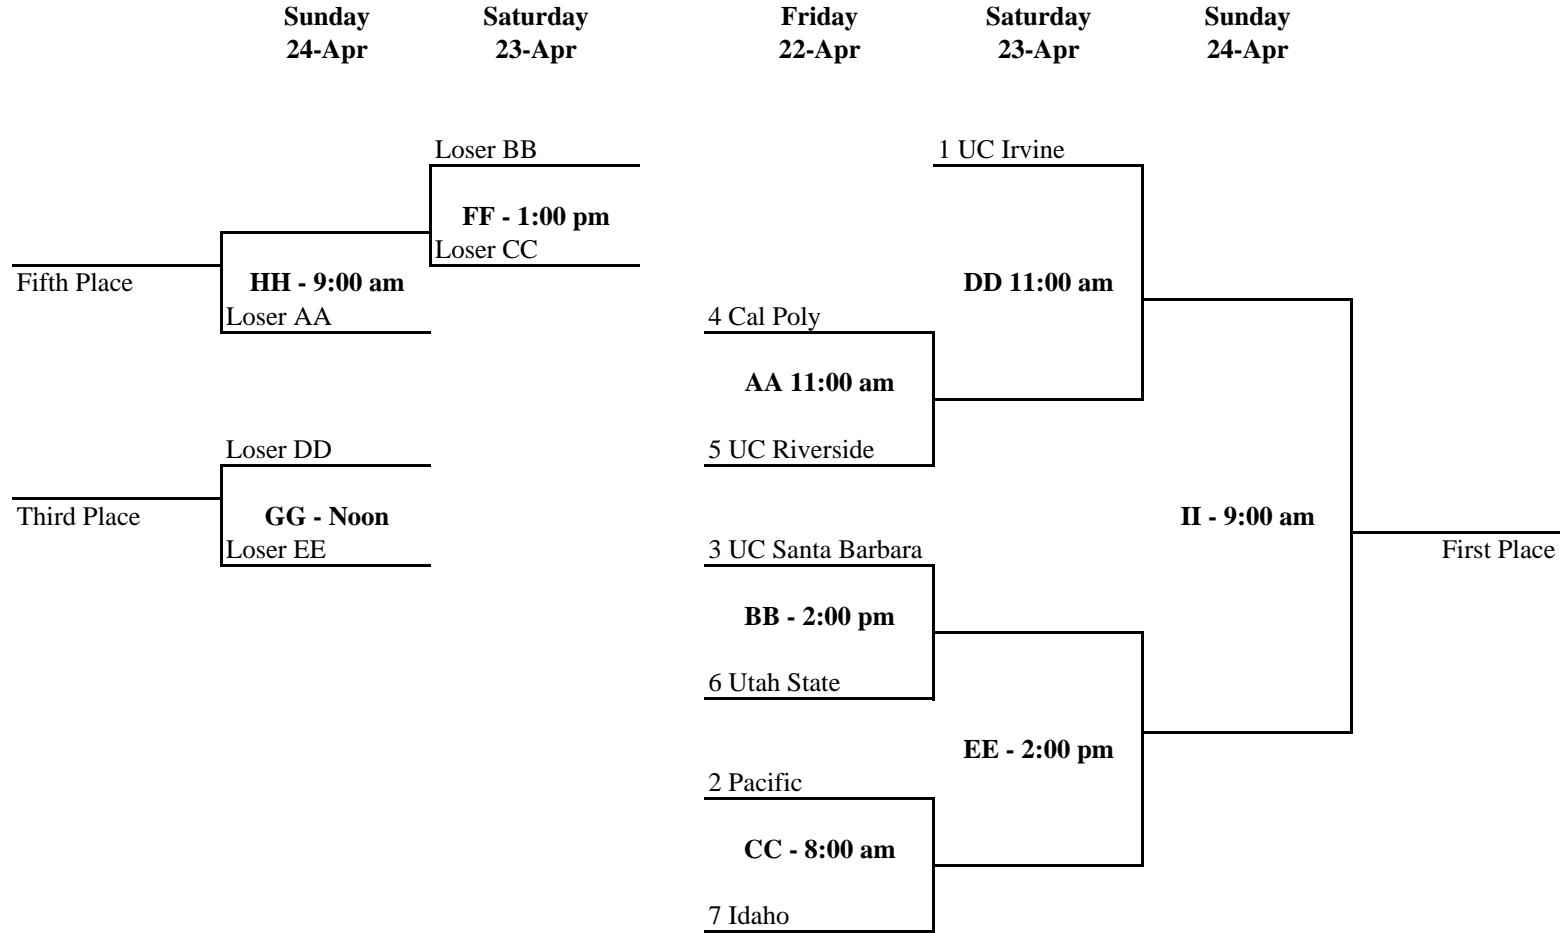 Sunday Saturday Friday Saturday Sunday
24-Apr 23-Apr 22-Apr 23-Apr 24-Apr
Loser BB 1 UC Irvine
FF - 1:00 pm
Loser CC
Fifth Place HH - 9:00 am DD 11:00 am
Loser AA 4 Cal Poly
AA 11:00 am
Loser DD 5 UC Riverside
Third Place GG - Noon II - 9:00 am
Loser EE 3 UC Santa Barbara First Place
BB - 2:00 pm
6 Utah State
EE - 2:00 pm
2 Pacific
CC - 8:00 am
7 Idaho